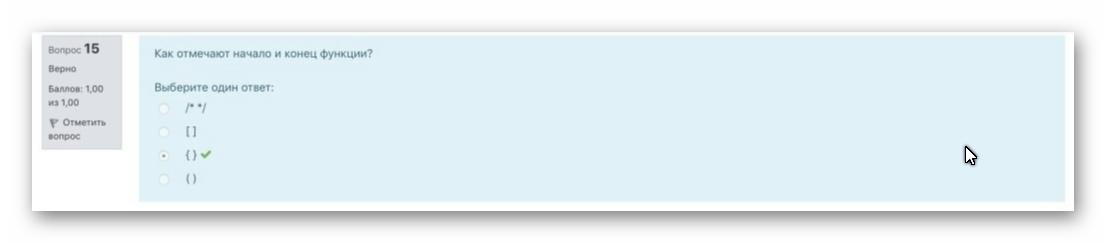 Вопрос 15
Верно
Баллов: 1,00
из 1,00
Отметить
вопрос
Как отмечают начало и конец функции?
Выберите один ответ:
/* */
[ ]
{ }
( )